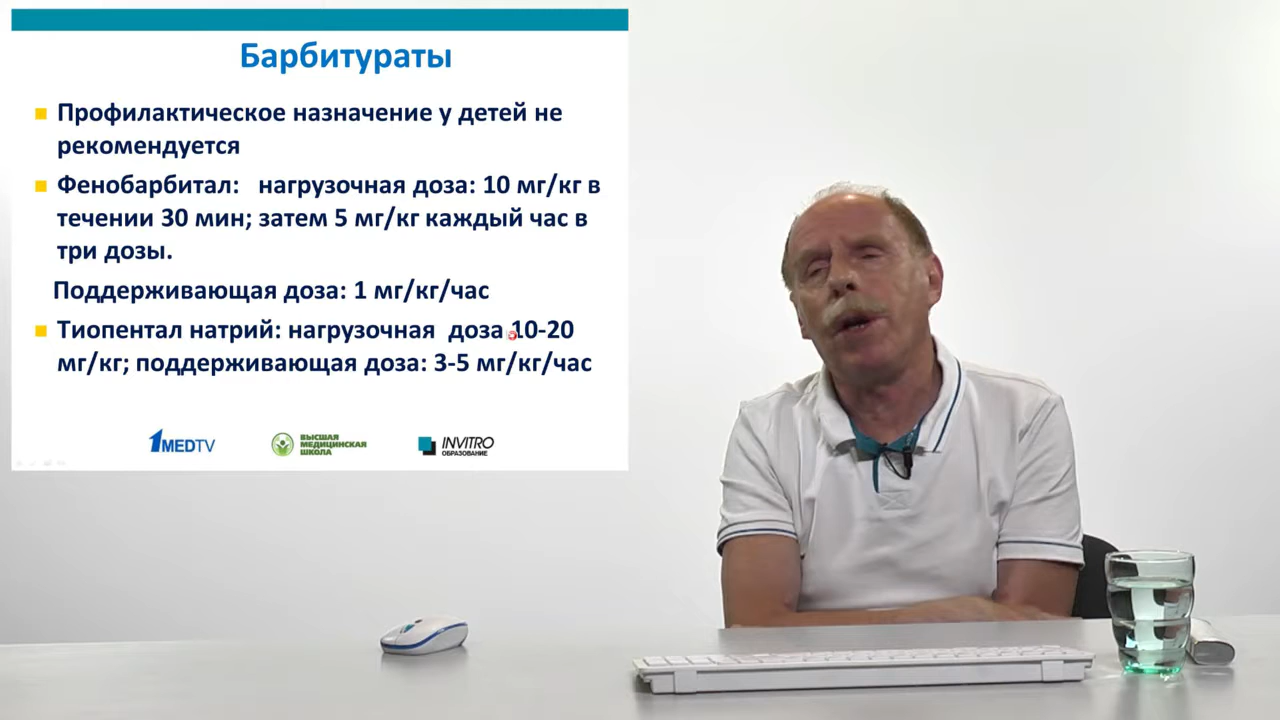 Барбитураты
Профилактическое назначение у детей не
рекомендуется
Фенобарбитал: нагрузочная доза: 10 мг/кг в
течении 30 мин; затем 5 мг/кг каждый час в
три дозы.
Поддерживающая доза: 1 мг/кг/час
Тиопентал натрий: нагрузочная доза 10-20
мг/кг; поддерживающая доза: 3-5 мг/кг/час
1MEDTV
ВЫСШАЯ
МЕДИЦИНСКАЯ
ШКОЛА
INVITRO
ОБРАЗОВАНИЕ